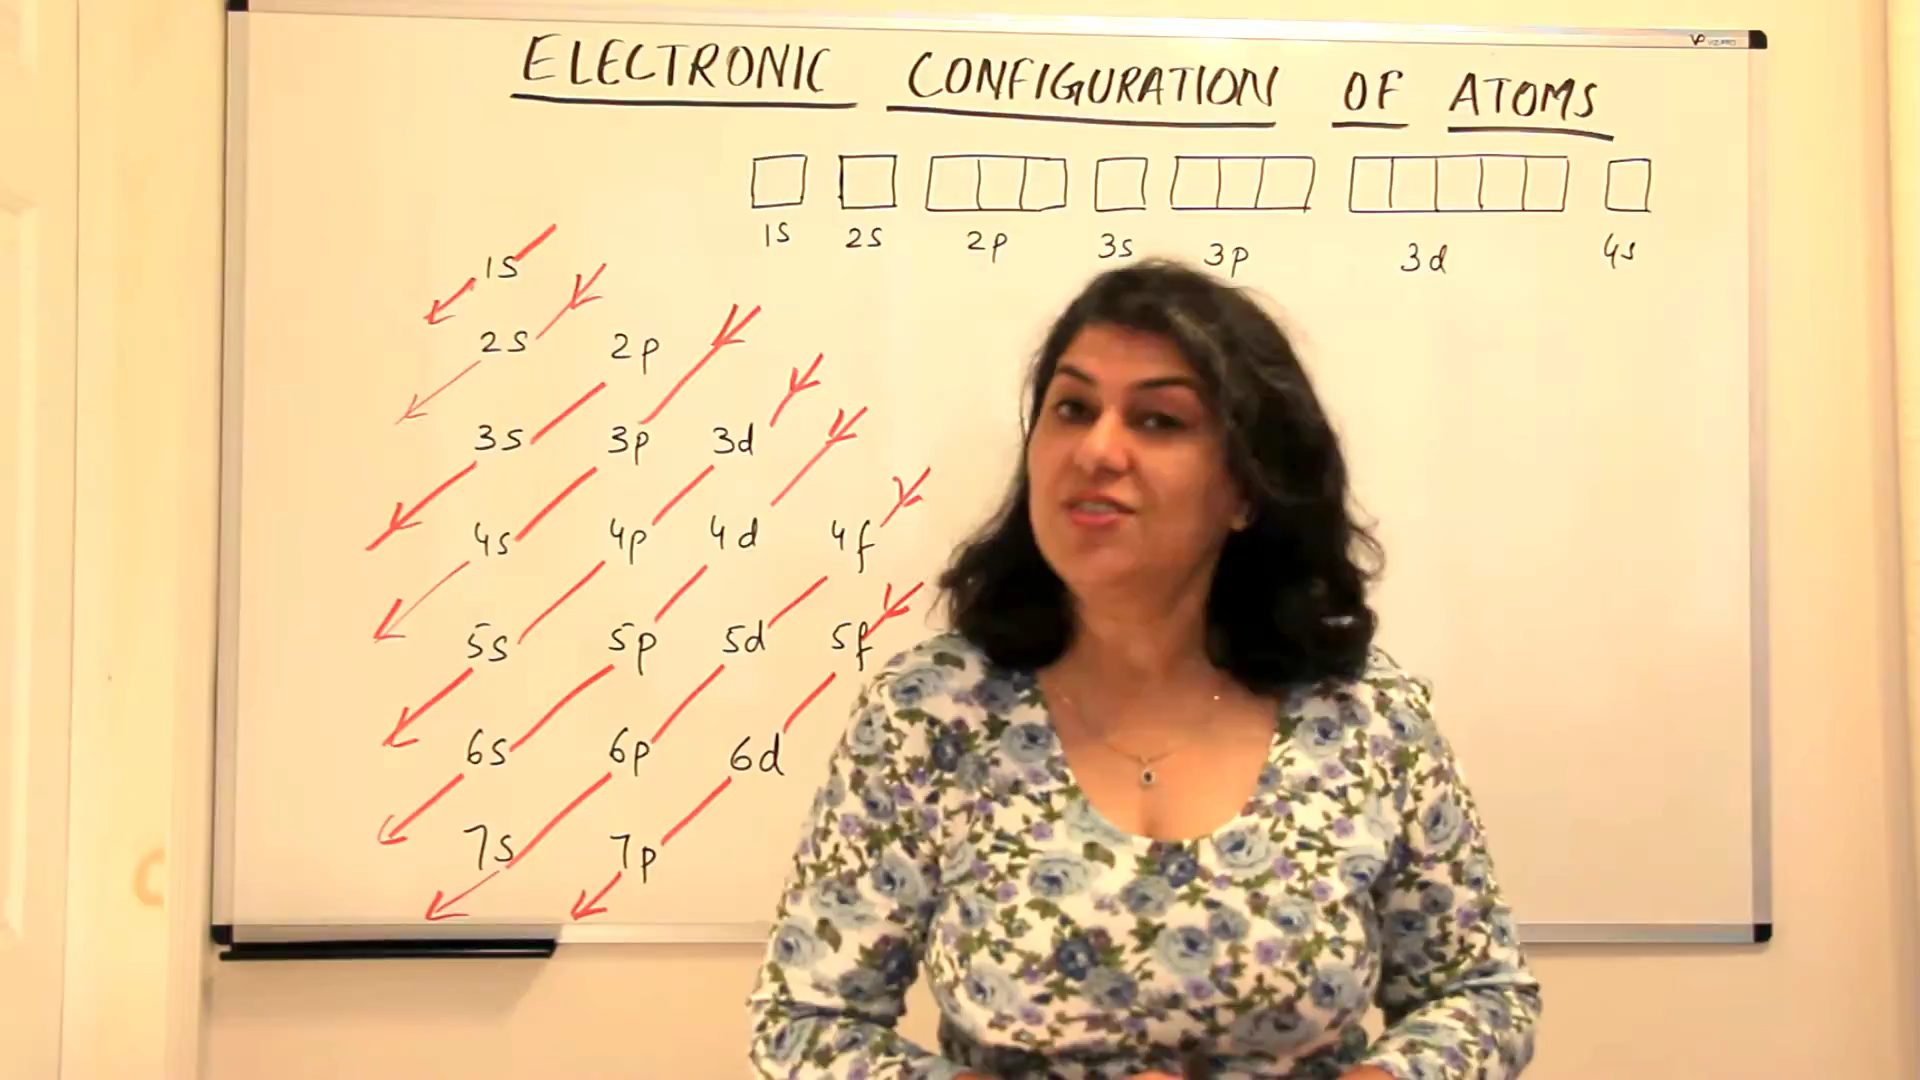 ELECTRONIC CONFIGURATION OF ATOMS
1s 2s 2p 3s 3p 3d 4s
1s
2s 2p
3s 3p 3d
4s 4p 4d 4f
5s 5p 5d 5f
6s 6p 6d
7s 7p